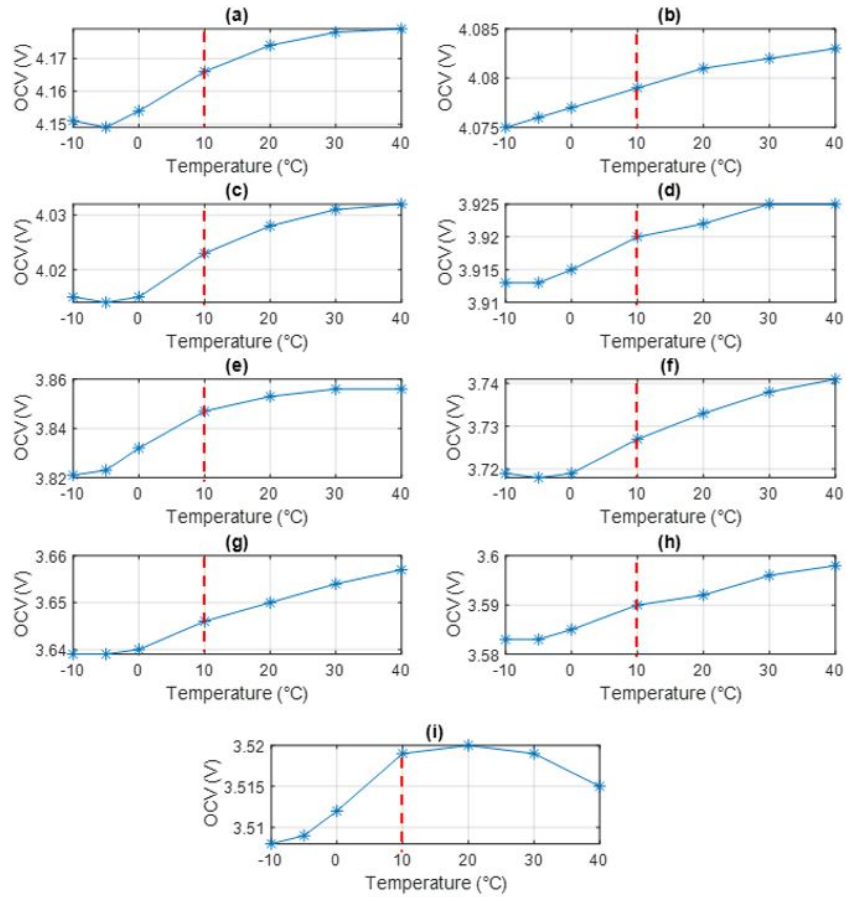 (a)
OCV (V)
4.17
4.16
4.15
-10 0 10 20 30 40
Temperature (°C)
(b)
OCV (V)
4.085
4.08
4.075
-10 0 10 20 30 40
Temperature (°C)
(c)
OCV (V)
4.03
4.02
-10 0 10 20 30 40
Temperature (°C)
(d)
OCV (V)
3.925
3.92
3.915
3.91
-10 0 10 20 30 40
Temperature (°C)
(e)
OCV (V)
3.86
3.84
3.82
-10 0 10 20 30 40
Temperature (°C)
(f)
OCV (V)
3.74
3.73
3.72
-10 0 10 20 30 40
Temperature (°C)
(g)
OCV (V)
3.66
3.65
3.64
-10 0 10 20 30 40
Temperature (°C)
(h)
OCV (V)
3.6
3.59
3.58
-10 0 10 20 30 40
Temperature (°C)
(i)
OCV (V)
3.52
3.515
3.51
-10 0 10 20 30 40
Temperature (°C)